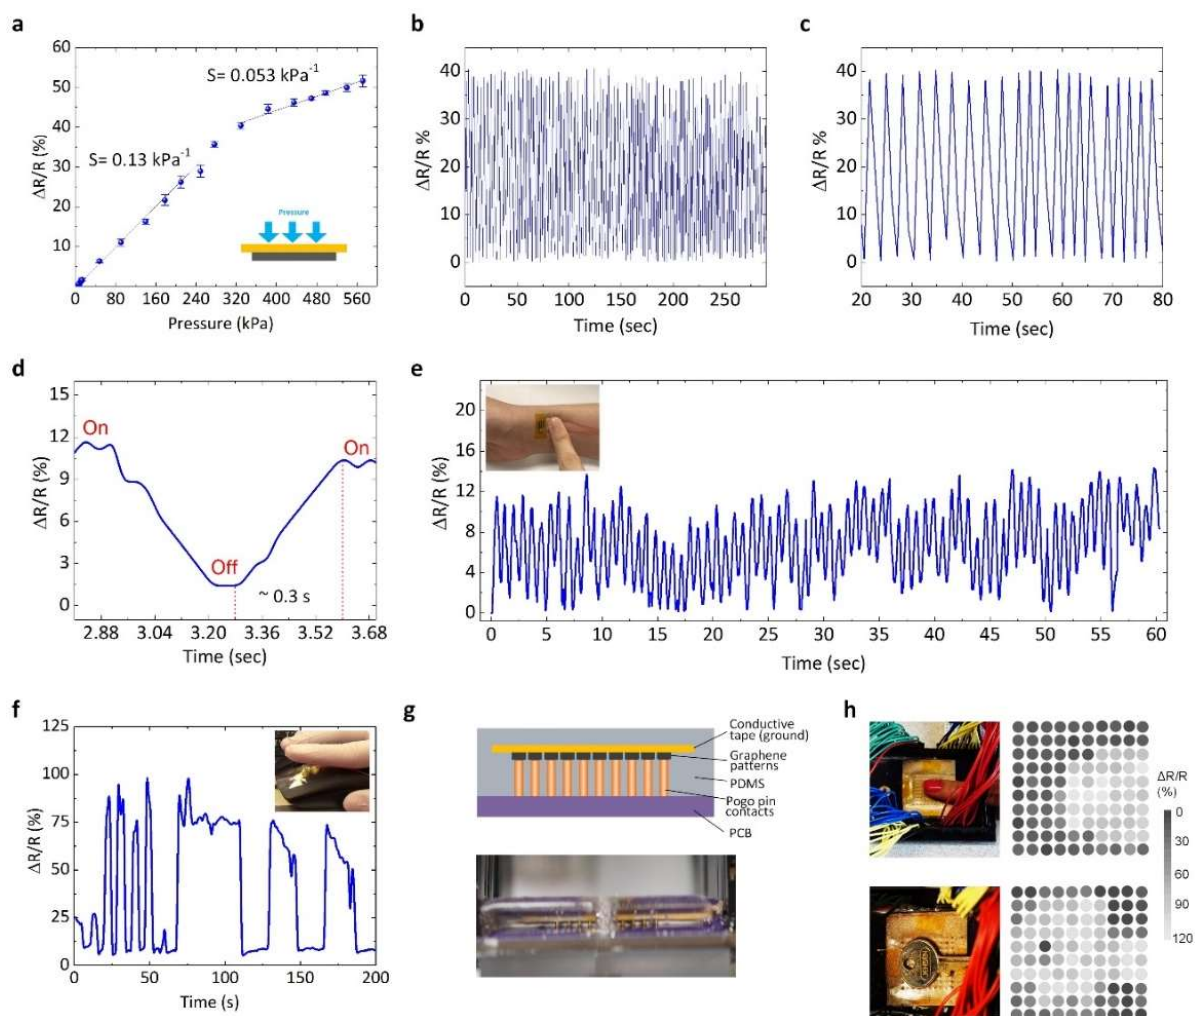 a
60
50
40
30
20
10
0
80
160
240
320
400
480
560
ΔR/R (%)
Pressure (kPa)
S= 0.053 kPa⁻¹
S= 0.13 kPa⁻¹
Pressure
b
40
30
20
10
0
0
50
100
150
200
250
ΔR/R %
Time (sec)
c
40
30
20
10
0
20
30
40
50
60
70
80
ΔR/R %
Time (sec)
d
15
12
9
6
3
0
2.88
3.04
3.20
3.36
3.52
3.68
ΔR/R (%)
Time (sec)
On
Off
On
~ 0.3 s
e
20
16
12
8
4
0
0
5
10
15
20
25
30
35
40
45
50
55
60
ΔR/R (%)
Time (sec)
f
125
100
75
50
25
0
0
50
100
150
200
ΔR/R (%)
Time (s)
g
Conductive
tape (ground)
Graphene
patterns
PDMS
Pogo pin
contacts
PCB
h
ΔR/R
(%)
0
30
60
90
120